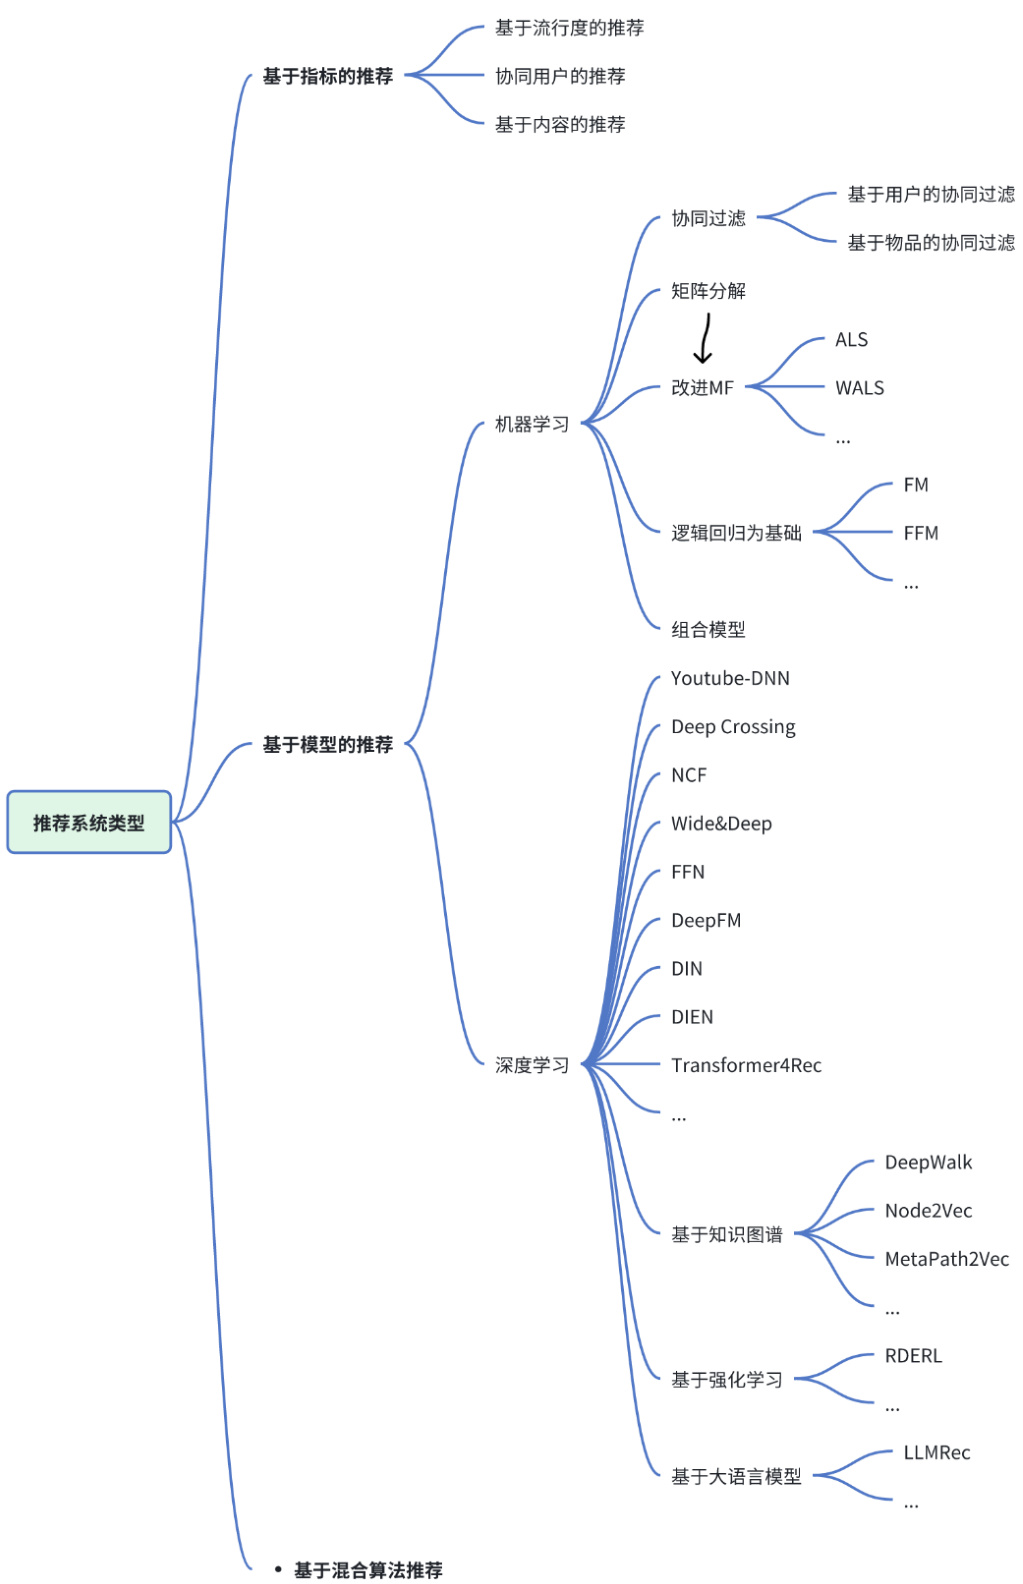 基于流行度的推荐
基于指标的推荐
协同用户的推荐
基于内容的推荐
基于用户的协同过滤
协同过滤
基于物品的协同过滤
矩阵分解
ALS
改进MF
WALS
...
机器学习
FM
逻辑回归为基础
FFM
...
组合模型
Youtube-DNN
Deep Crossing
基于模型的推荐
NCF
推荐系统类型
Wide&Deep
FFN
DeepFM
DIN
DIEN
深度学习
Transformer4Rec
...
DeepWalk
Node2Vec
基于知识图谱
MetaPath2Vec
...
RDERL
基于强化学习
...
LLMRec
基于大语言模型
...
• 基于混合算法推荐